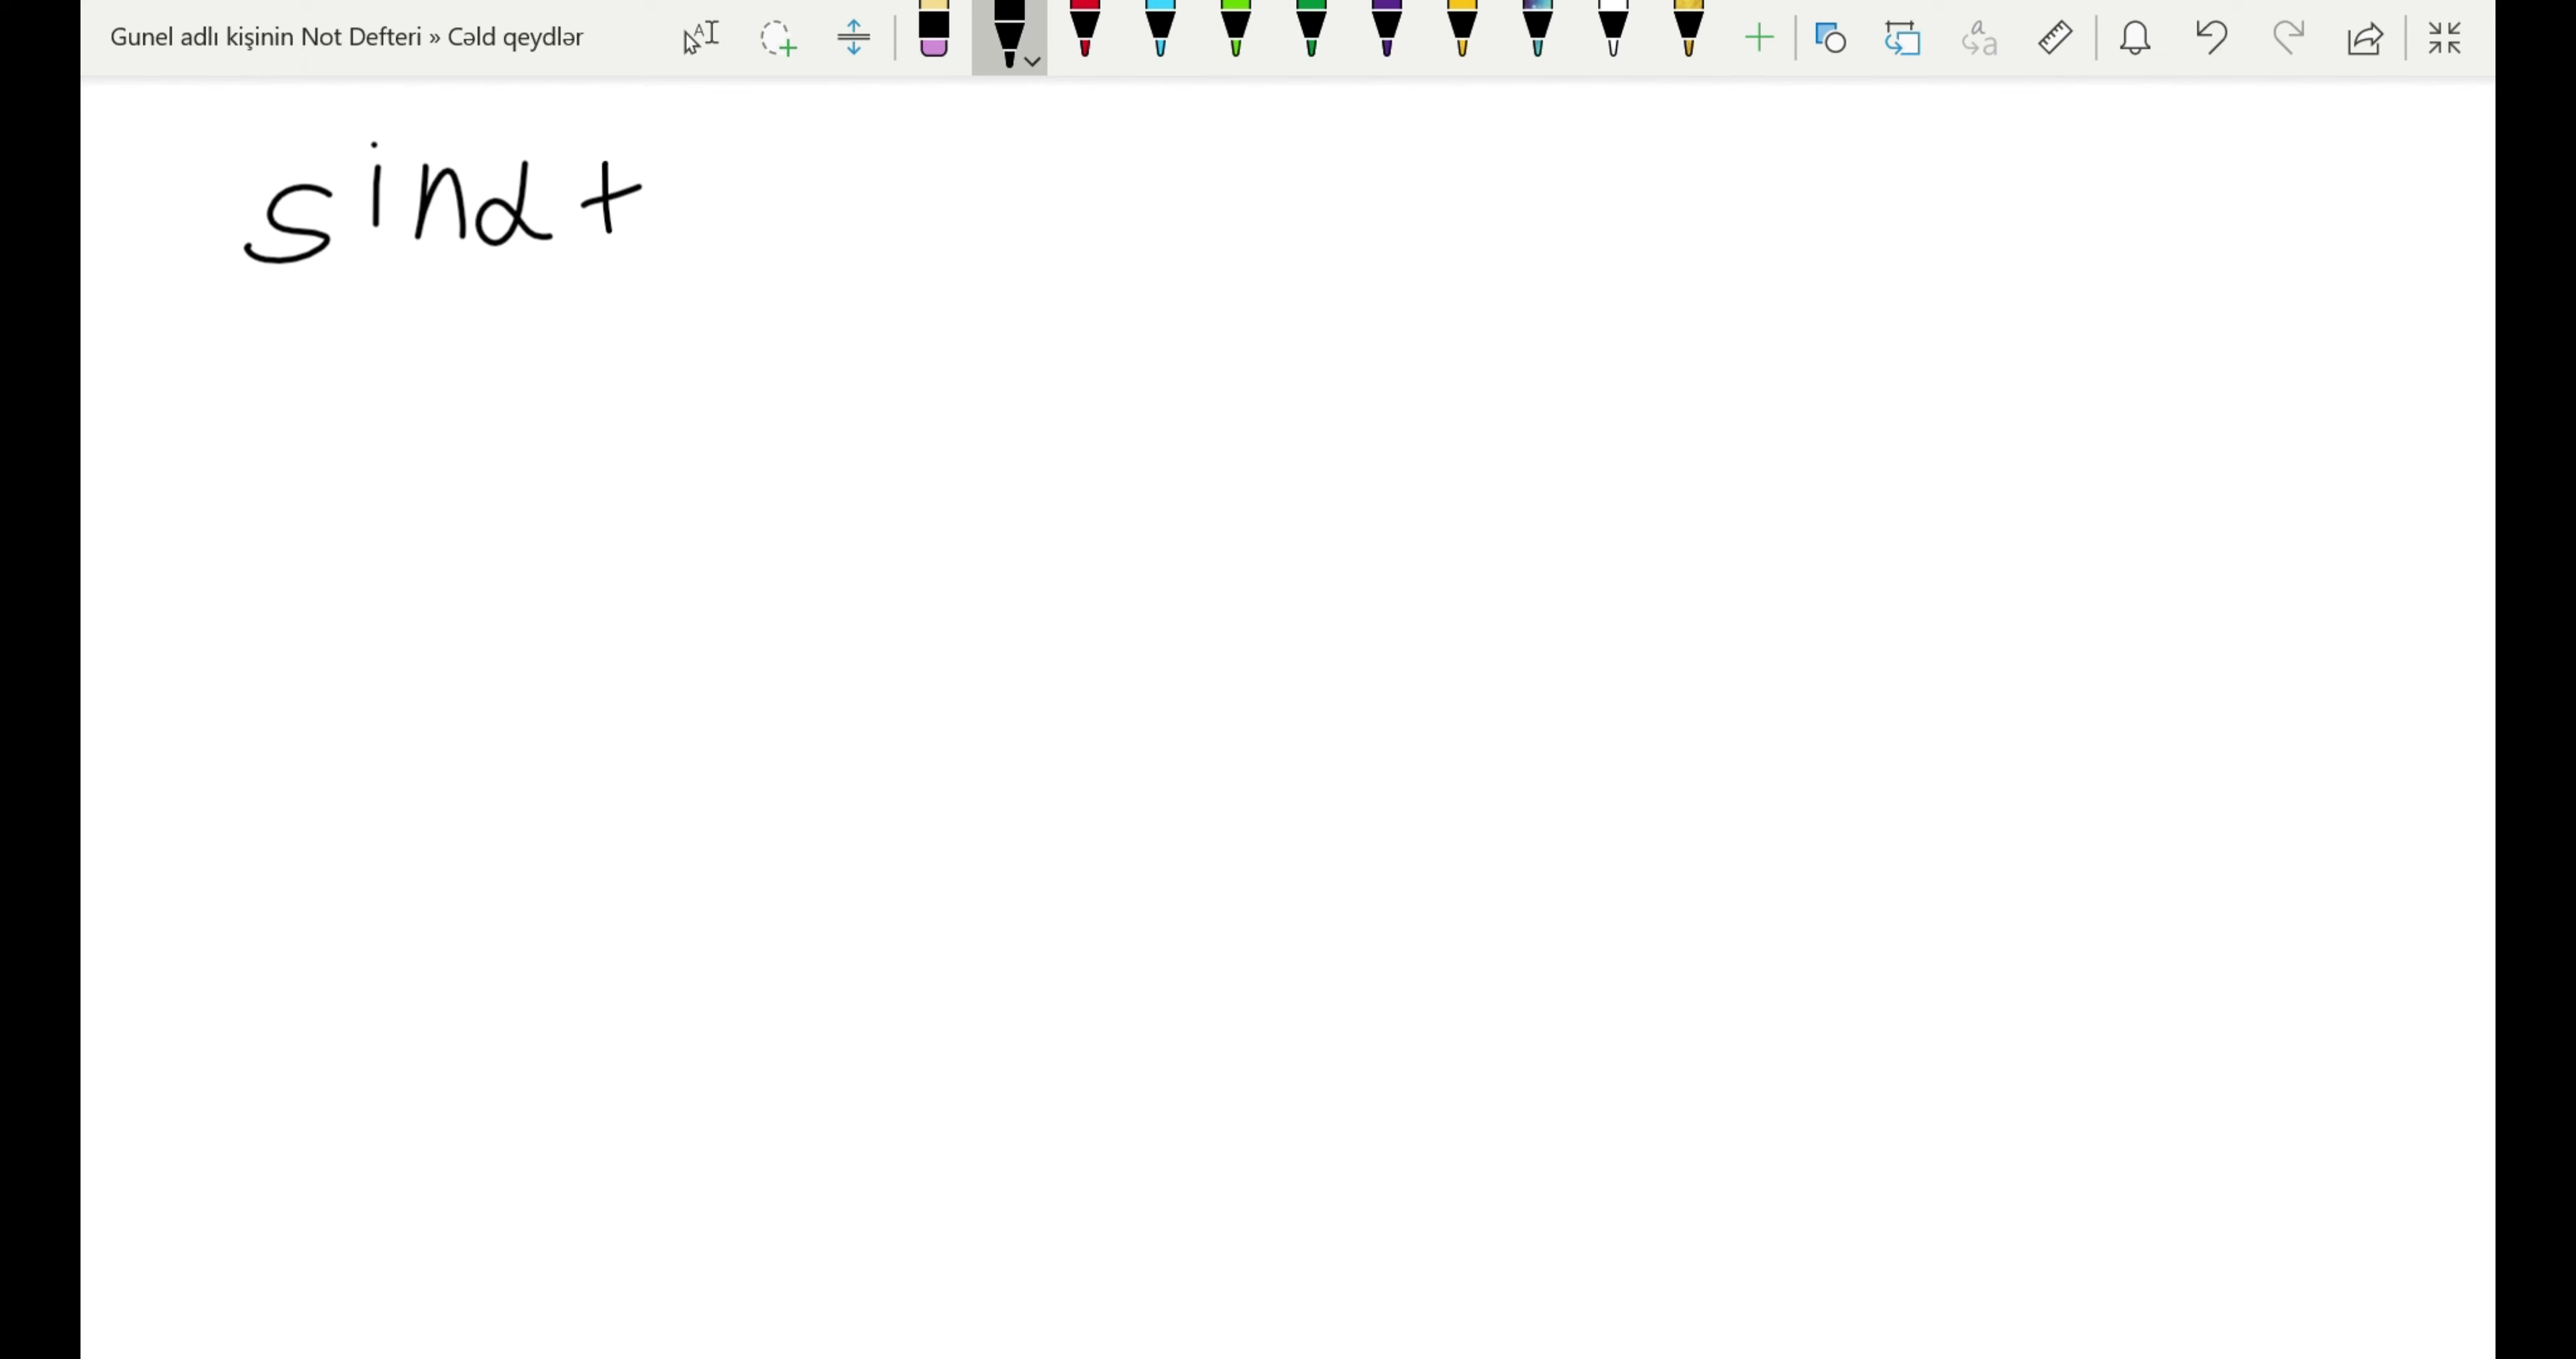 Gunel adlı kişinin Not Defteri » Cəld qeydlər
sinα +